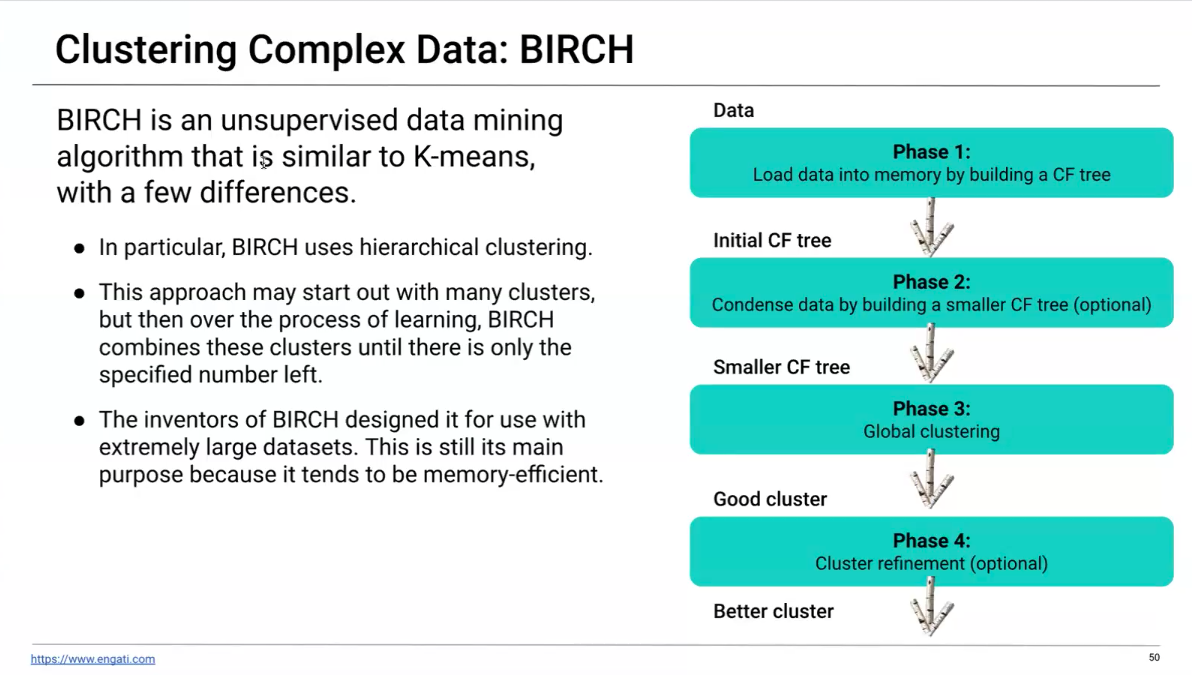 Clustering Complex Data: BIRCH
BIRCH is an unsupervised data mining
algorithm that is similar to K-means,
with a few differences.
● In particular, BIRCH uses hierarchical clustering.
● This approach may start out with many clusters,
but then over the process of learning, BIRCH
combines these clusters until there is only the
specified number left.
● The inventors of BIRCH designed it for use with
extremely large datasets. This is still its main
purpose because it tends to be memory-efficient.
Data
Phase 1:
Load data into memory by building a CF tree
Initial CF tree
Phase 2:
Condense data by building a smaller CF tree (optional)
Smaller CF tree
Phase 3:
Global clustering
Good cluster
Phase 4:
Cluster refinement (optional)
Better cluster
https://www.engati.com
50